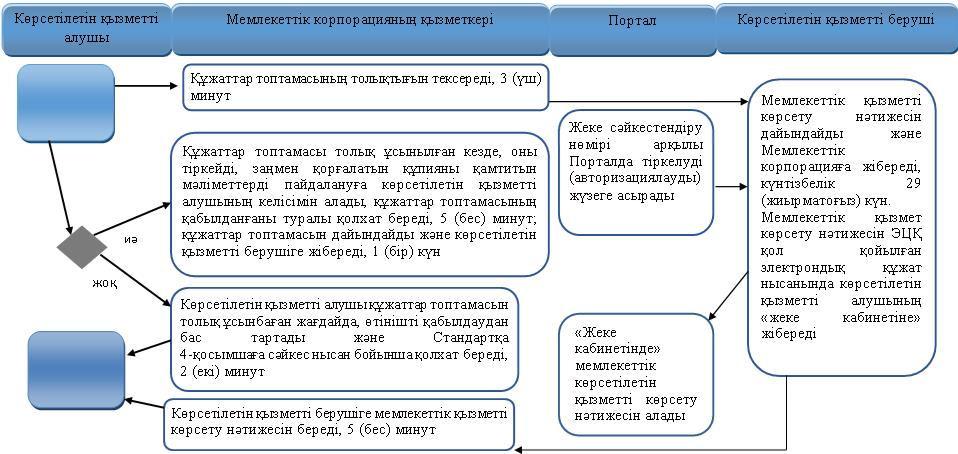 Көрсетілетін қызметті
алушы
Мемлекеттік корпорацияның қызметкері
Портал
Көрсетілетін қызметті беруші
Құжаттар топтамасының толықтығын тексереді, 3 (үш)
минут
Құжаттар топтамасы толық ұсынылған кезде, оны
тіркейді, заңмен қорғалатын құпияны қамтитын
мәліметтерді пайдалануға көрсетілетін қызметті
алушының келісімін алады, құжаттар топтамасының
қабылданғаны туралы қолхат береді, 5 (бес) минут;
құжаттар топтамасын дайындайды және көрсетілетін
қызметті берушіге жібереді, 1 (бір) күн
иә
жоқ
Көрсетілетін қызметті алушы құжаттар топтамасын
толық ұсынбаған жағдайда, өтінішті қабылдаудан
бас тартады және Стандартқа
4-қосымшаға сәйкес нысан бойынша қолхат береді,
2 (екі) минут
Көрсетілетін қызметті берушіге мемлекеттік қызметті
көрсету нәтижесін береді, 5 (бес) минут
Жеке сәйкестендіру
нөмірі арқылы
Порталда тіркелуді
(авторизациялауды)
жүзеге асырады
«Жеке
кабинетінде»
мемлекеттік
көрсетілетін
қызметті көрсету
нәтижесін алады
Мемлекеттік қызметті
көрсету нәтижесін
дайындайды және
Мемлекеттік
корпорацияға жібереді,
күнтізбелік 29
(жиырматоғыз) күн.
Мемлекеттік қызмет
көрсету нәтижесін ЭЦҚ
қол қойылған
электрондық құжат
нысанында көрсетілетін
қызметті алушының
«жеке кабинетіне»
жібереді